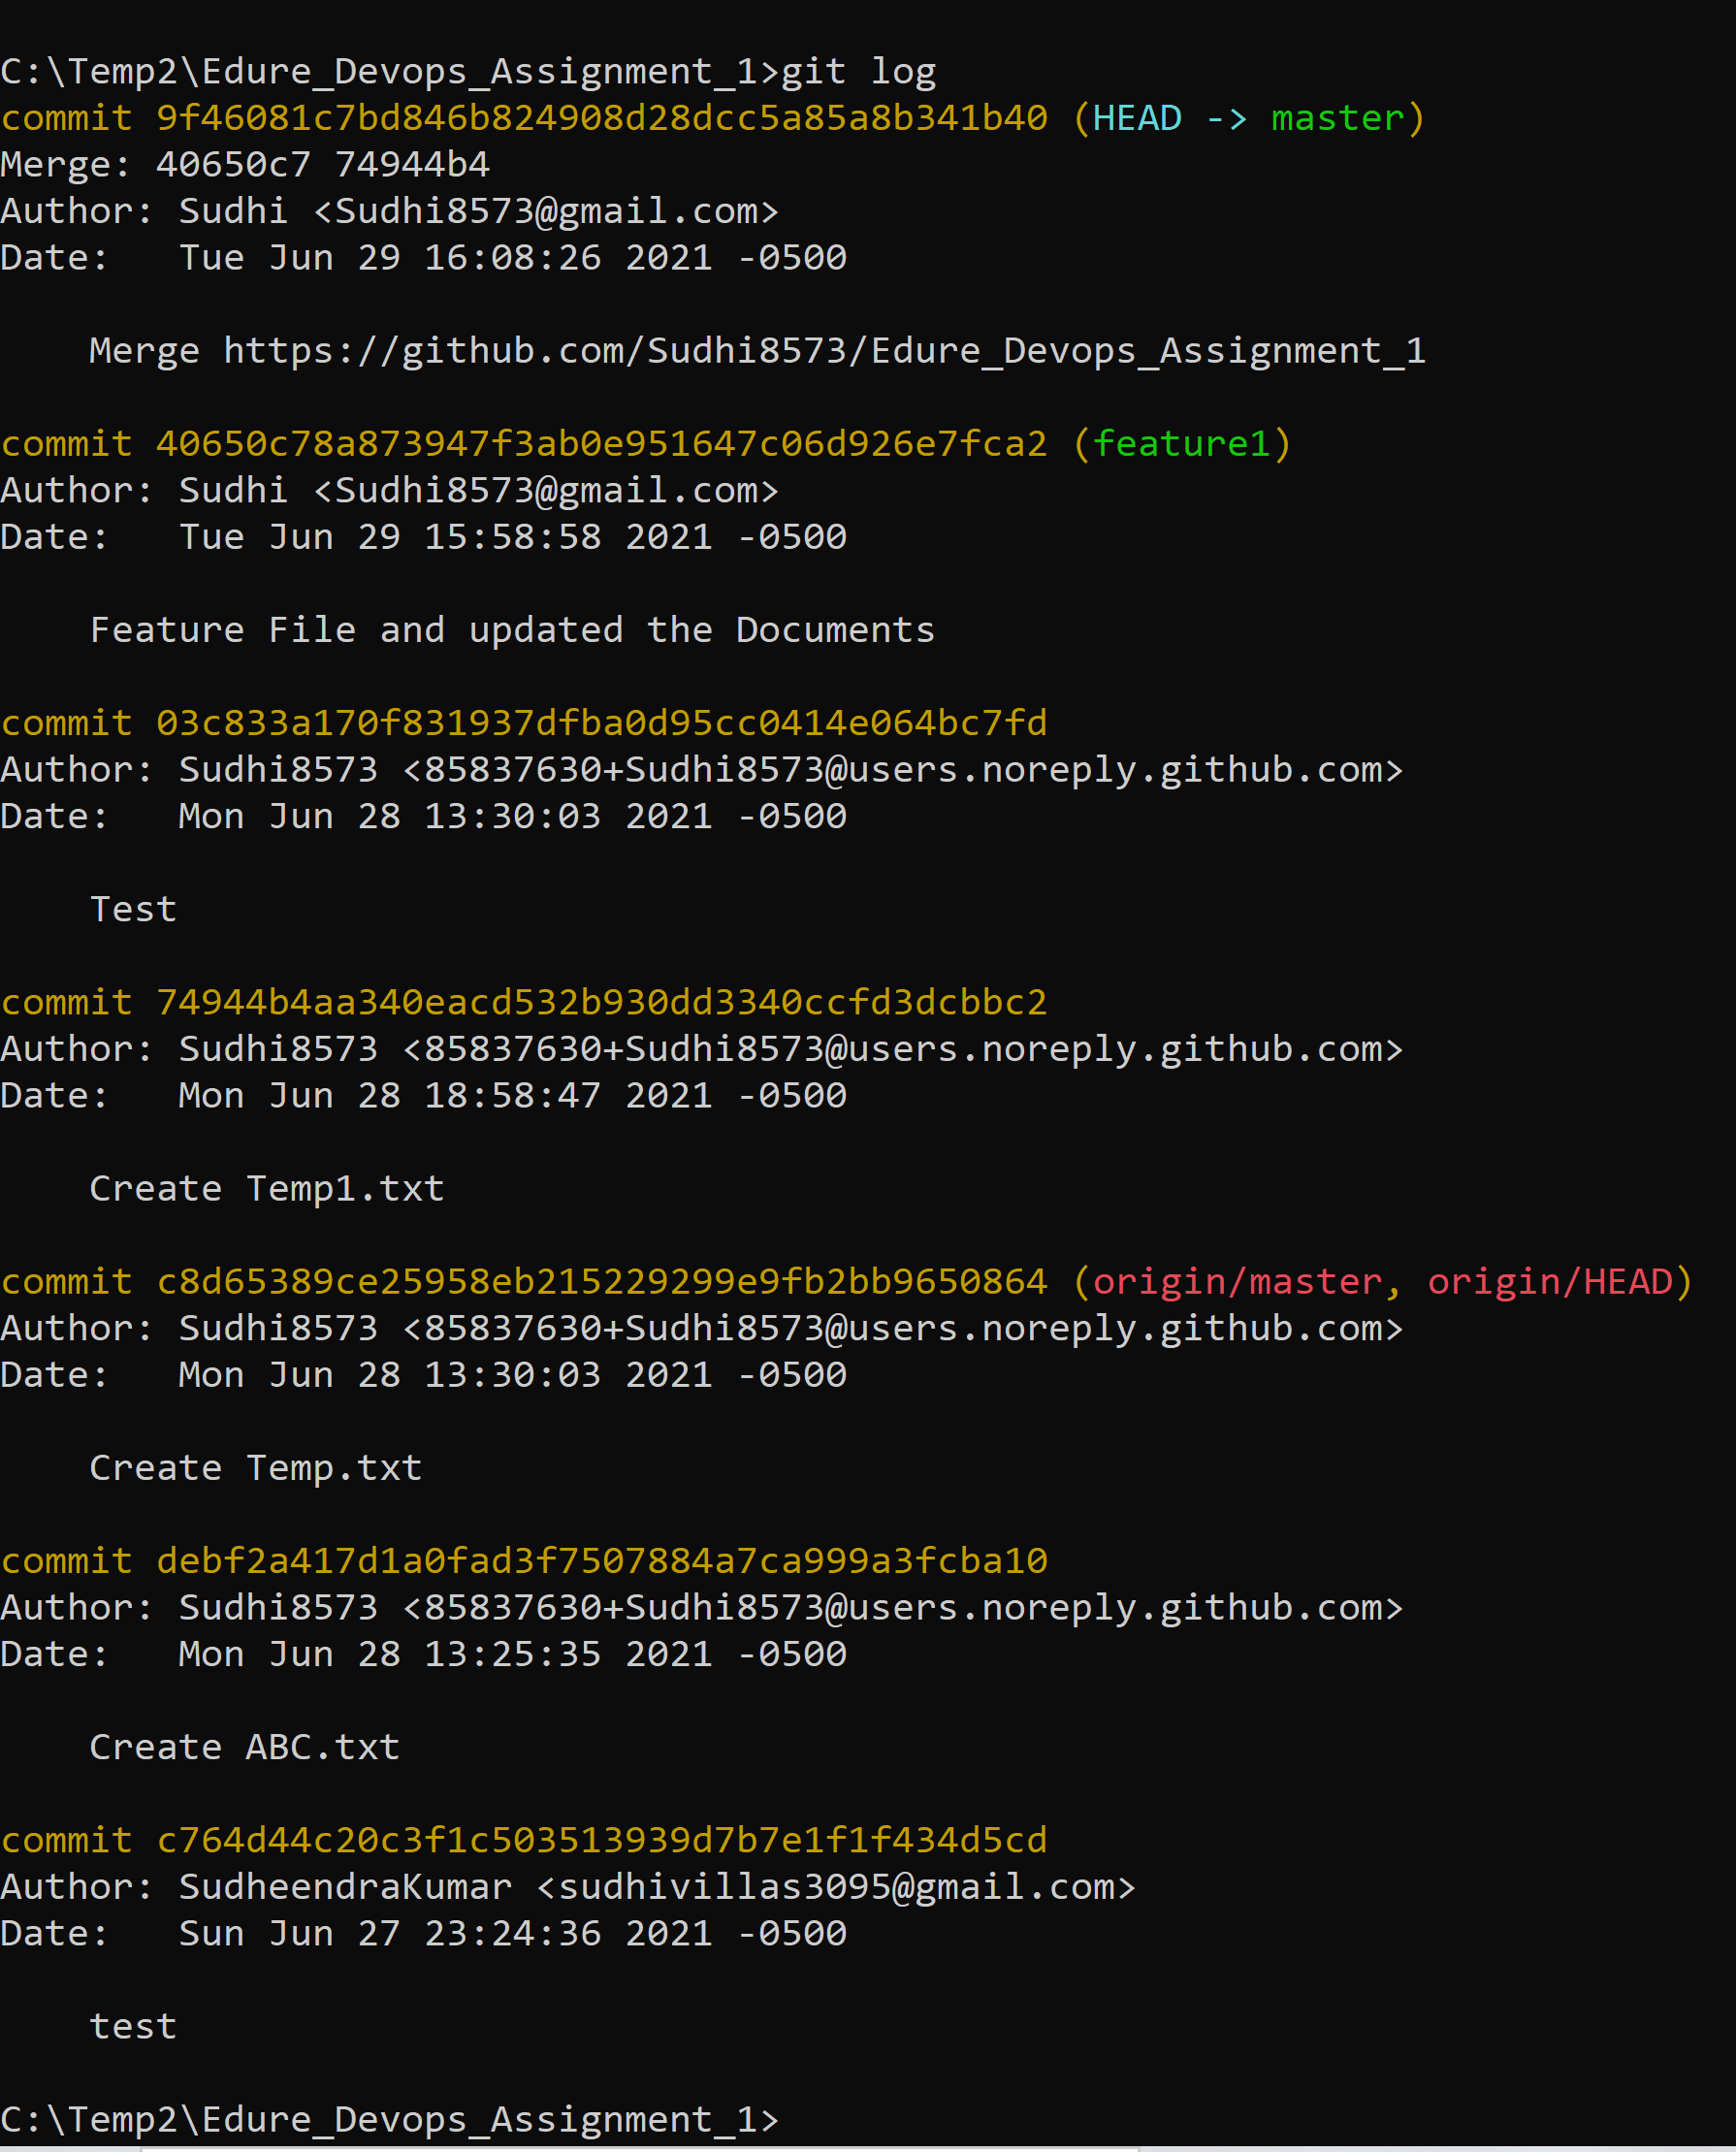 C:\Temp2\Edure_Devops_Assignment_1>git log
commit 9f46081c7bd846b824908d28dcc5a85a8b341b40 (HEAD -> master)
Merge: 40650c7 74944b4
Author: Sudhi <Sudhi8573@gmail.com>
Date:   Tue Jun 29 16:08:26 2021 -0500
    Merge https://github.com/Sudhi8573/Edure_Devops_Assignment_1
commit 40650c78a873947f3ab0e951647c06d926e7fca2 (feature1)
Author: Sudhi <Sudhi8573@gmail.com>
Date:   Tue Jun 29 15:58:58 2021 -0500
    Feature File and updated the Documents
commit 03c833a170f831937dfba0d95cc0414e064bc7fd
Author: Sudhi8573 <85837630+Sudhi8573@users.noreply.github.com>
Date:   Mon Jun 28 13:30:03 2021 -0500
    Test
commit 74944b4aa340eacd532b930dd3340ccfd3dcbbc2
Author: Sudhi8573 <85837630+Sudhi8573@users.noreply.github.com>
Date:   Mon Jun 28 18:58:47 2021 -0500
    Create Temp1.txt
commit c8d65389ce25958eb215229299e9fb2bb9650864 (origin/master, origin/HEAD)
Author: Sudhi8573 <85837630+Sudhi8573@users.noreply.github.com>
Date:   Mon Jun 28 13:30:03 2021 -0500
    Create Temp.txt
commit debf2a417d1a0fad3f7507884a7ca999a3fcba10
Author: Sudhi8573 <85837630+Sudhi8573@users.noreply.github.com>
Date:   Mon Jun 28 13:25:35 2021 -0500
    Create ABC.txt
commit c764d44c20c3f1c503513939d7b7e1f1f434d5cd
Author: SudheendraKumar <sudhivillas3095@gmail.com>
Date:   Sun Jun 27 23:24:36 2021 -0500
    test
C:\Temp2\Edure_Devops_Assignment_1>